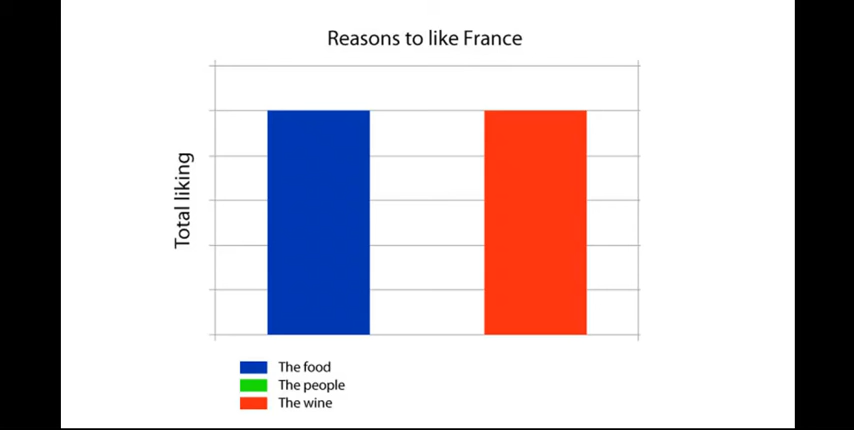 Reasons to like France
Total liking
The food
The people
The wine